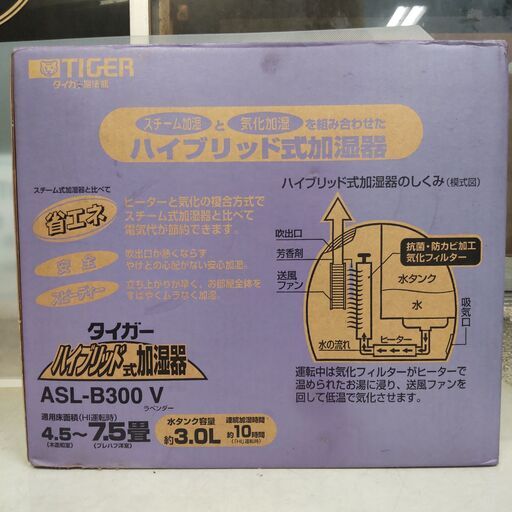 TIGER
タイガー魔法瓶
スチーム加湿 と 気化加湿 を組み合わせた
ハイブリッド式加湿器
スチーム式加湿器と比べて
省エネ
ヒーターと気化の複合方式で
スチーム式加湿器と比べて
電気代が節約できます。
安全
吹出口が熱くならず
やけどの心配がない安心加湿。
スピーディー
立ち上がりが早く、お部屋全体を
すばやくムラなく加湿。
ハイブリッド式加湿器のしくみ(模式図)
吹出口
芳香剤
送風
ファン
抗菌・防カビ加工
気化フィルター
水タンク
水
吸気口
水の流れ
ヒーター
運転中は気化フィルターがヒーターで
温められたお湯に浸り、送風ファンを
回して低温で気化させます。
タイガー
ハイブリッド式加湿器
ASL-B300 V
ラベンダー
適用床面積(HI運転時)
4.5〜7.5畳
(木造和室) (プレハブ洋室)
水タンク容量
約3.0L
連続加湿時間
約10時間
(HI運転時)